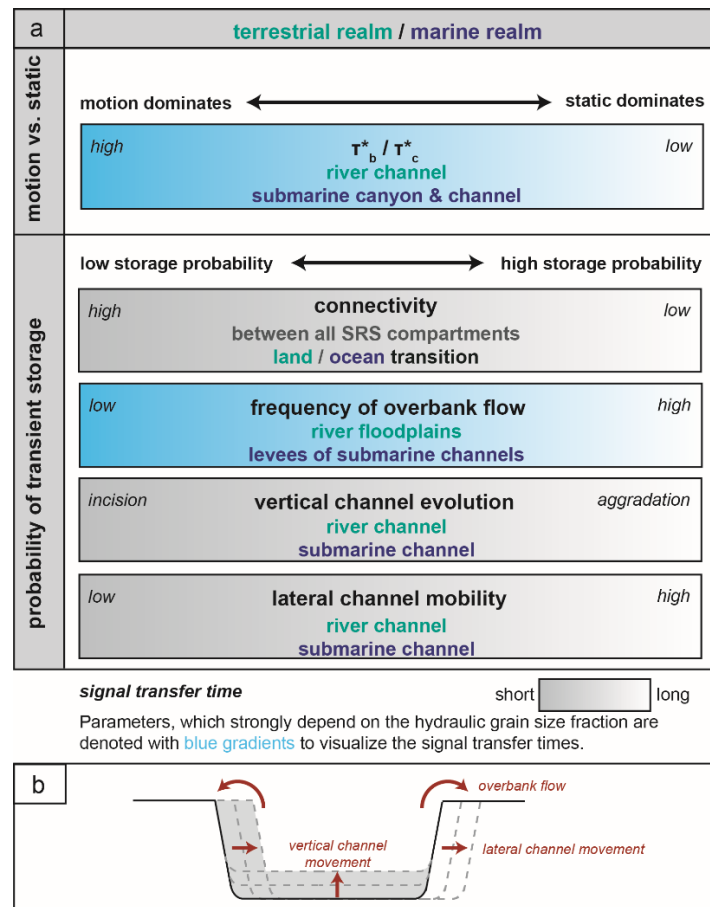 a
terrestrial realm / marine realm
motion vs. static
motion dominates
static dominates
high
τ*b / τ*c
low
river channel
submarine canyon & channel
probability of transient storage
low storage probability
high storage probability
high
connectivity
low
between all SRS compartments
land / ocean transition
low
frequency of overbank flow
high
river floodplains
levees of submarine channels
incision
vertical channel evolution
aggradation
river channel
submarine channel
low
lateral channel mobility
high
river channel
submarine channel
signal transfer time
short
long
Parameters, which strongly depend on the hydraulic grain size fraction are
denoted with blue gradients to visualize the signal transfer times.
b
overbank flow
vertical channel
movement
lateral channel movement